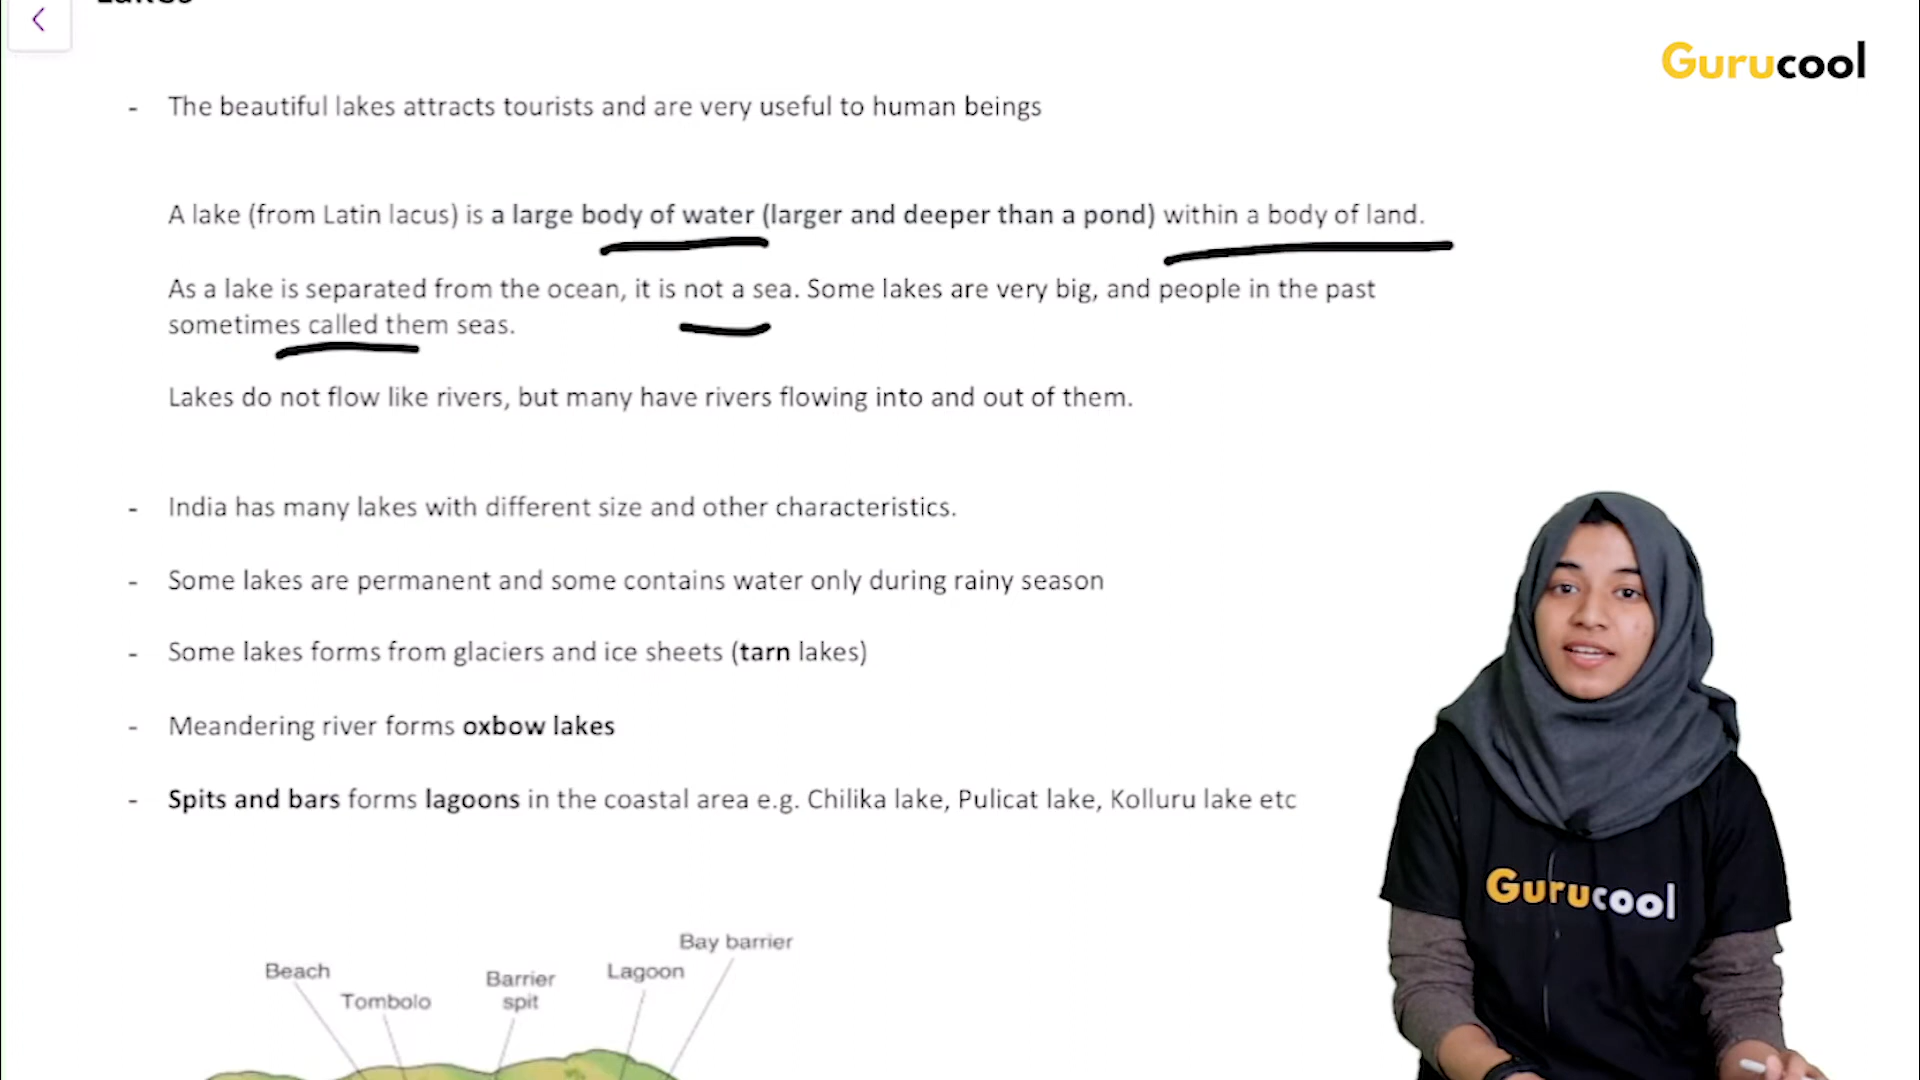 Lakes
Gurucool
- The beautiful lakes attracts tourists and are very useful to human beings
A lake (from Latin lacus) is a large body of water (larger and deeper than a pond) within a body of land.
As a lake is separated from the ocean, it is not a sea. Some lakes are very big, and people in the past
sometimes called them seas.
Lakes do not flow like rivers, but many have rivers flowing into and out of them.
- India has many lakes with different size and other characteristics.
- Some lakes are permanent and some contains water only during rainy season
- Some lakes forms from glaciers and ice sheets (tarn lakes)
- Meandering river forms oxbow lakes
- Spits and bars forms lagoons in the coastal area e.g. Chilika lake, Pulicat lake, Kolluru lake etc
Gurucool
Bay barrier
Beach
Lagoon
Barrier
spit
Tombolo